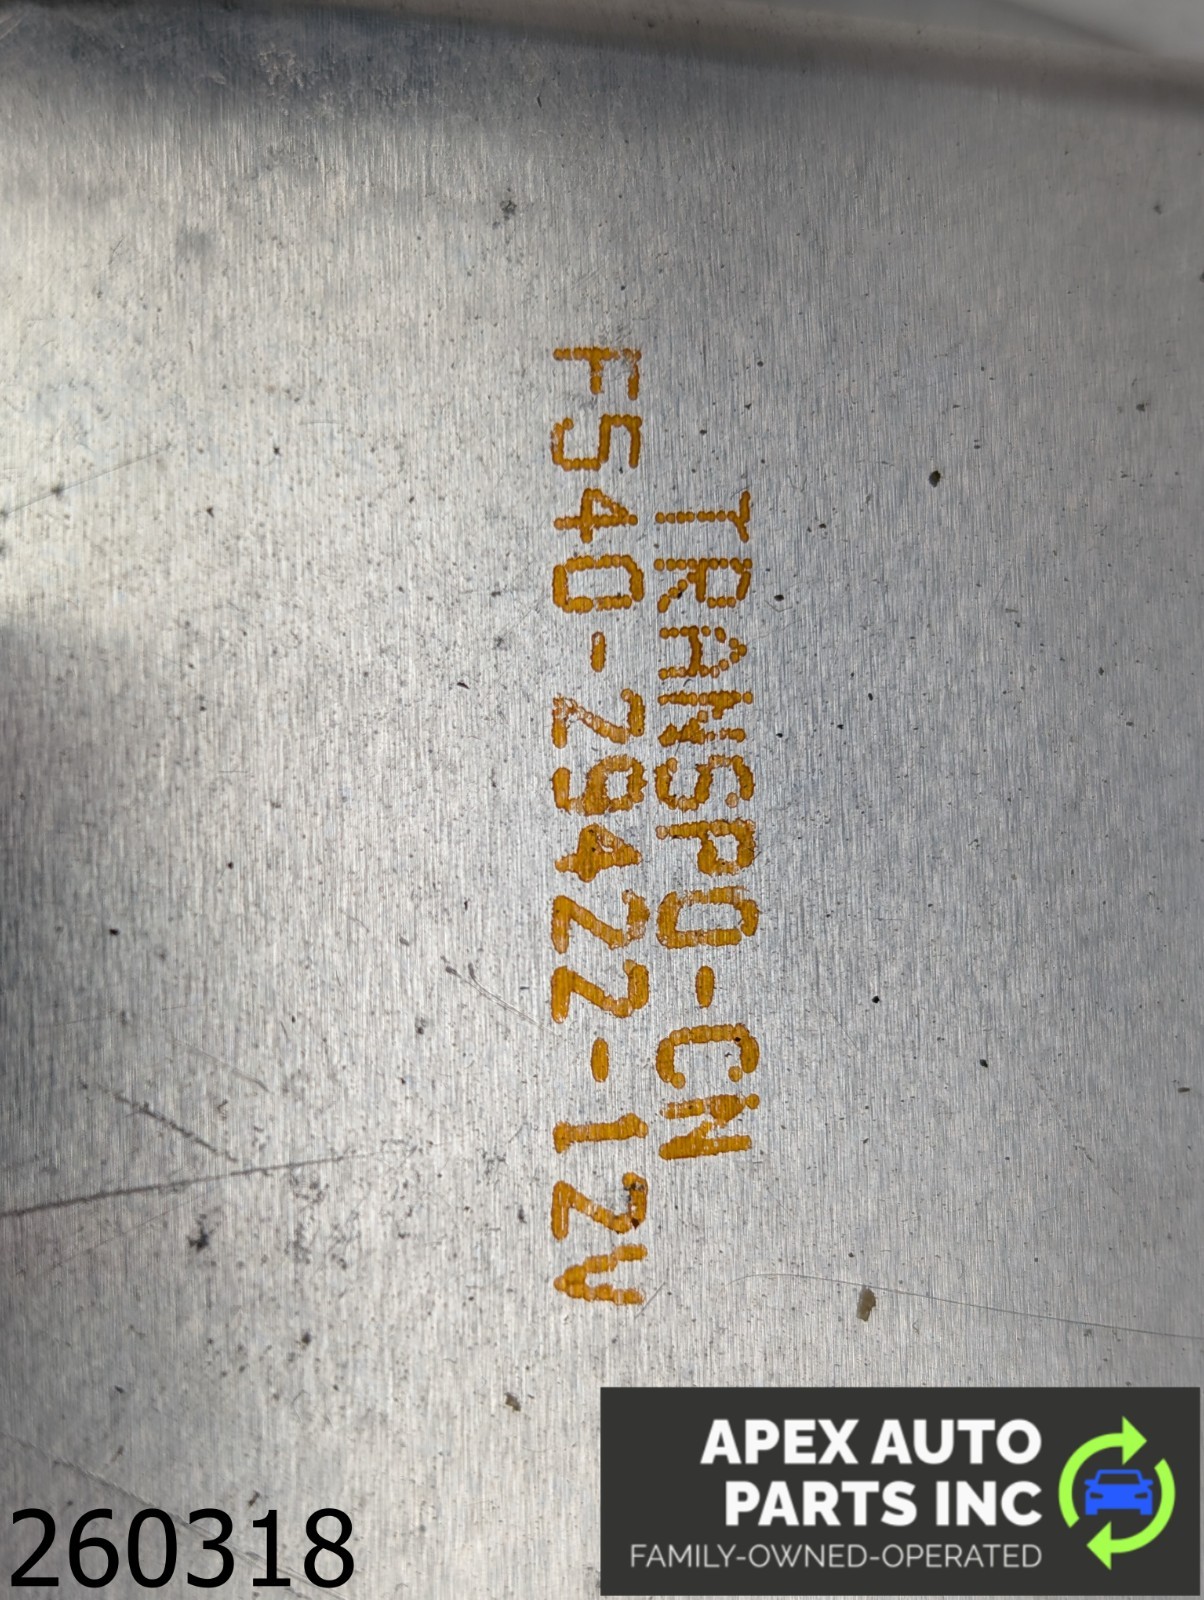 TRANSPO-CN
F540-29422-12V
260318
APEX AUTO
PARTS INC
FAMILY-OWNED-OPERATED